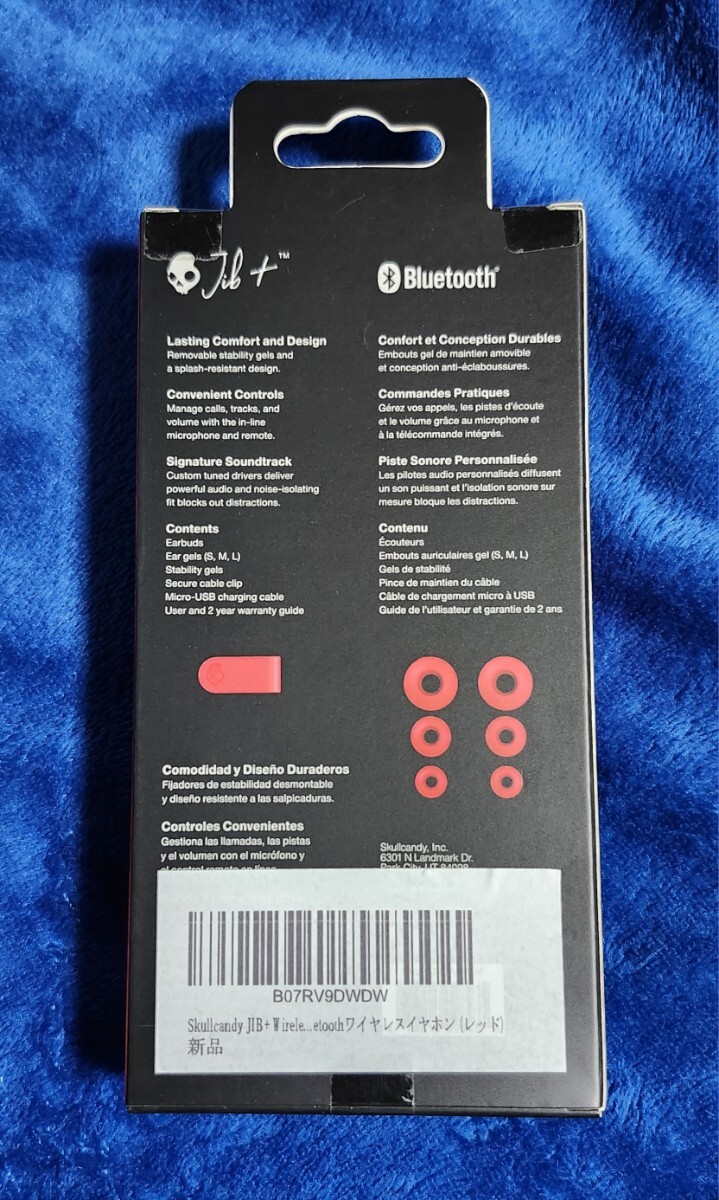 Jib+™
Bluetooth®
Lasting Comfort and Design
Removable stability gels and
a splash-resistant design.
Convenient Controls
Manage calls, tracks, and
volume with the in-line
microphone and remote.
Signature Soundtrack
Custom tuned drivers deliver
powerful audio and noise-isolating
fit blocks out distractions.
Contents
Earbuds
Ear gels (S, M, L)
Stability gels
Secure cable clip
Micro-USB charging cable
User and 2 year warranty guide
Confort et Conception Durables
Embouts gel de maintien amovible
et conception anti-éclaboussures.
Commandes Pratiques
Gérez vos appels, les pistes d'écoute
et le volume grâce au microphone et
à la télécommande intégrés.
Piste Sonore Personnalisée
Les pilotes audio personnalisés diffusent
un son puissant et l'isolation sonore sur
mesure bloque les distractions.
Contenu
Écouteurs
Embouts auriculaires gel (S, M, L)
Gels de stabilité
Pince de maintien du câble
Câble de chargement micro à USB
Guide de l'utilisateur et garantie de 2 ans
Comodidad y Diseño Duraderos
Fijadores de estabilidad desmontable
y diseño resistente a las salpicaduras.
Controles Convenientes
Gestiona las llamadas, las pistas
y el volumen con el micrófono y
el control remoto en línea
Skullcandy, Inc.
6301 N Landmark Dr.
Park City, UT 84098
B07RV9DWDW
Skullcandy JIB+ Wirele...etoothワイヤレスイヤホン (レッド)
新品